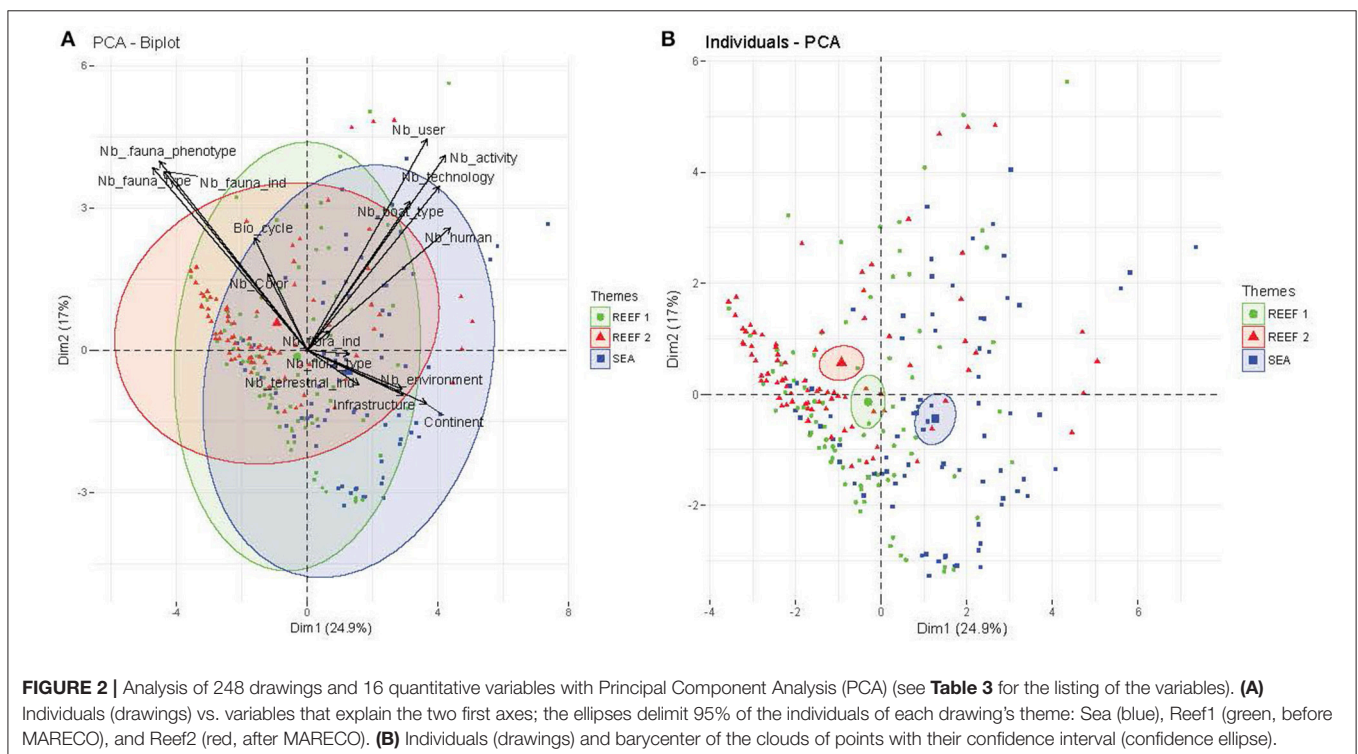 A PCA - Biplot
6
3
0
-3
-4
0
4
8
Dim2 (17%)
Dim1 (24.9%)
Nb_user
Nb_activity
Nb_technology
Nb_boat_type
Nb_human
Nb_.fauna_phenotype
Nb_fauna_type
Nb_fauna_ind
Bio_cycle
Nb_Color
Nb_flora_ind
Nb_flora_type
Nb_terrestrial_ind
Nb_environment
Infrastructure
Continent
Themes
REEF 1
REEF 2
SEA
B Individuals - PCA
6
4
2
0
-2
-4
-2
0
2
4
6
Dim2 (17%)
Dim1 (24.9%)
Themes
REEF 1
REEF 2
SEA
FIGURE 2 | Analysis of 248 drawings and 16 quantitative variables with Principal Component Analysis (PCA) (see Table 3 for the listing of the variables). (A)
Individuals (drawings) vs. variables that explain the two first axes; the ellipses delimit 95% of the individuals of each drawing's theme: Sea (blue), Reef1 (green, before
MARECO), and Reef2 (red, after MARECO). (B) Individuals (drawings) and barycenter of the clouds of points with their confidence interval (confidence ellipse).